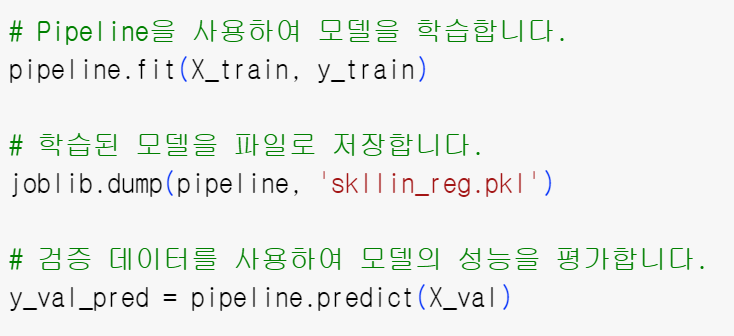 # Pipeline을 사용하여 모델을 학습합니다.
pipeline.fit(X_train, y_train)
# 학습된 모델을 파일로 저장합니다.
joblib.dump(pipeline, 'skllin_reg.pkl')
# 검증 데이터를 사용하여 모델의 성능을 평가합니다.
y_val_pred = pipeline.predict(X_val)